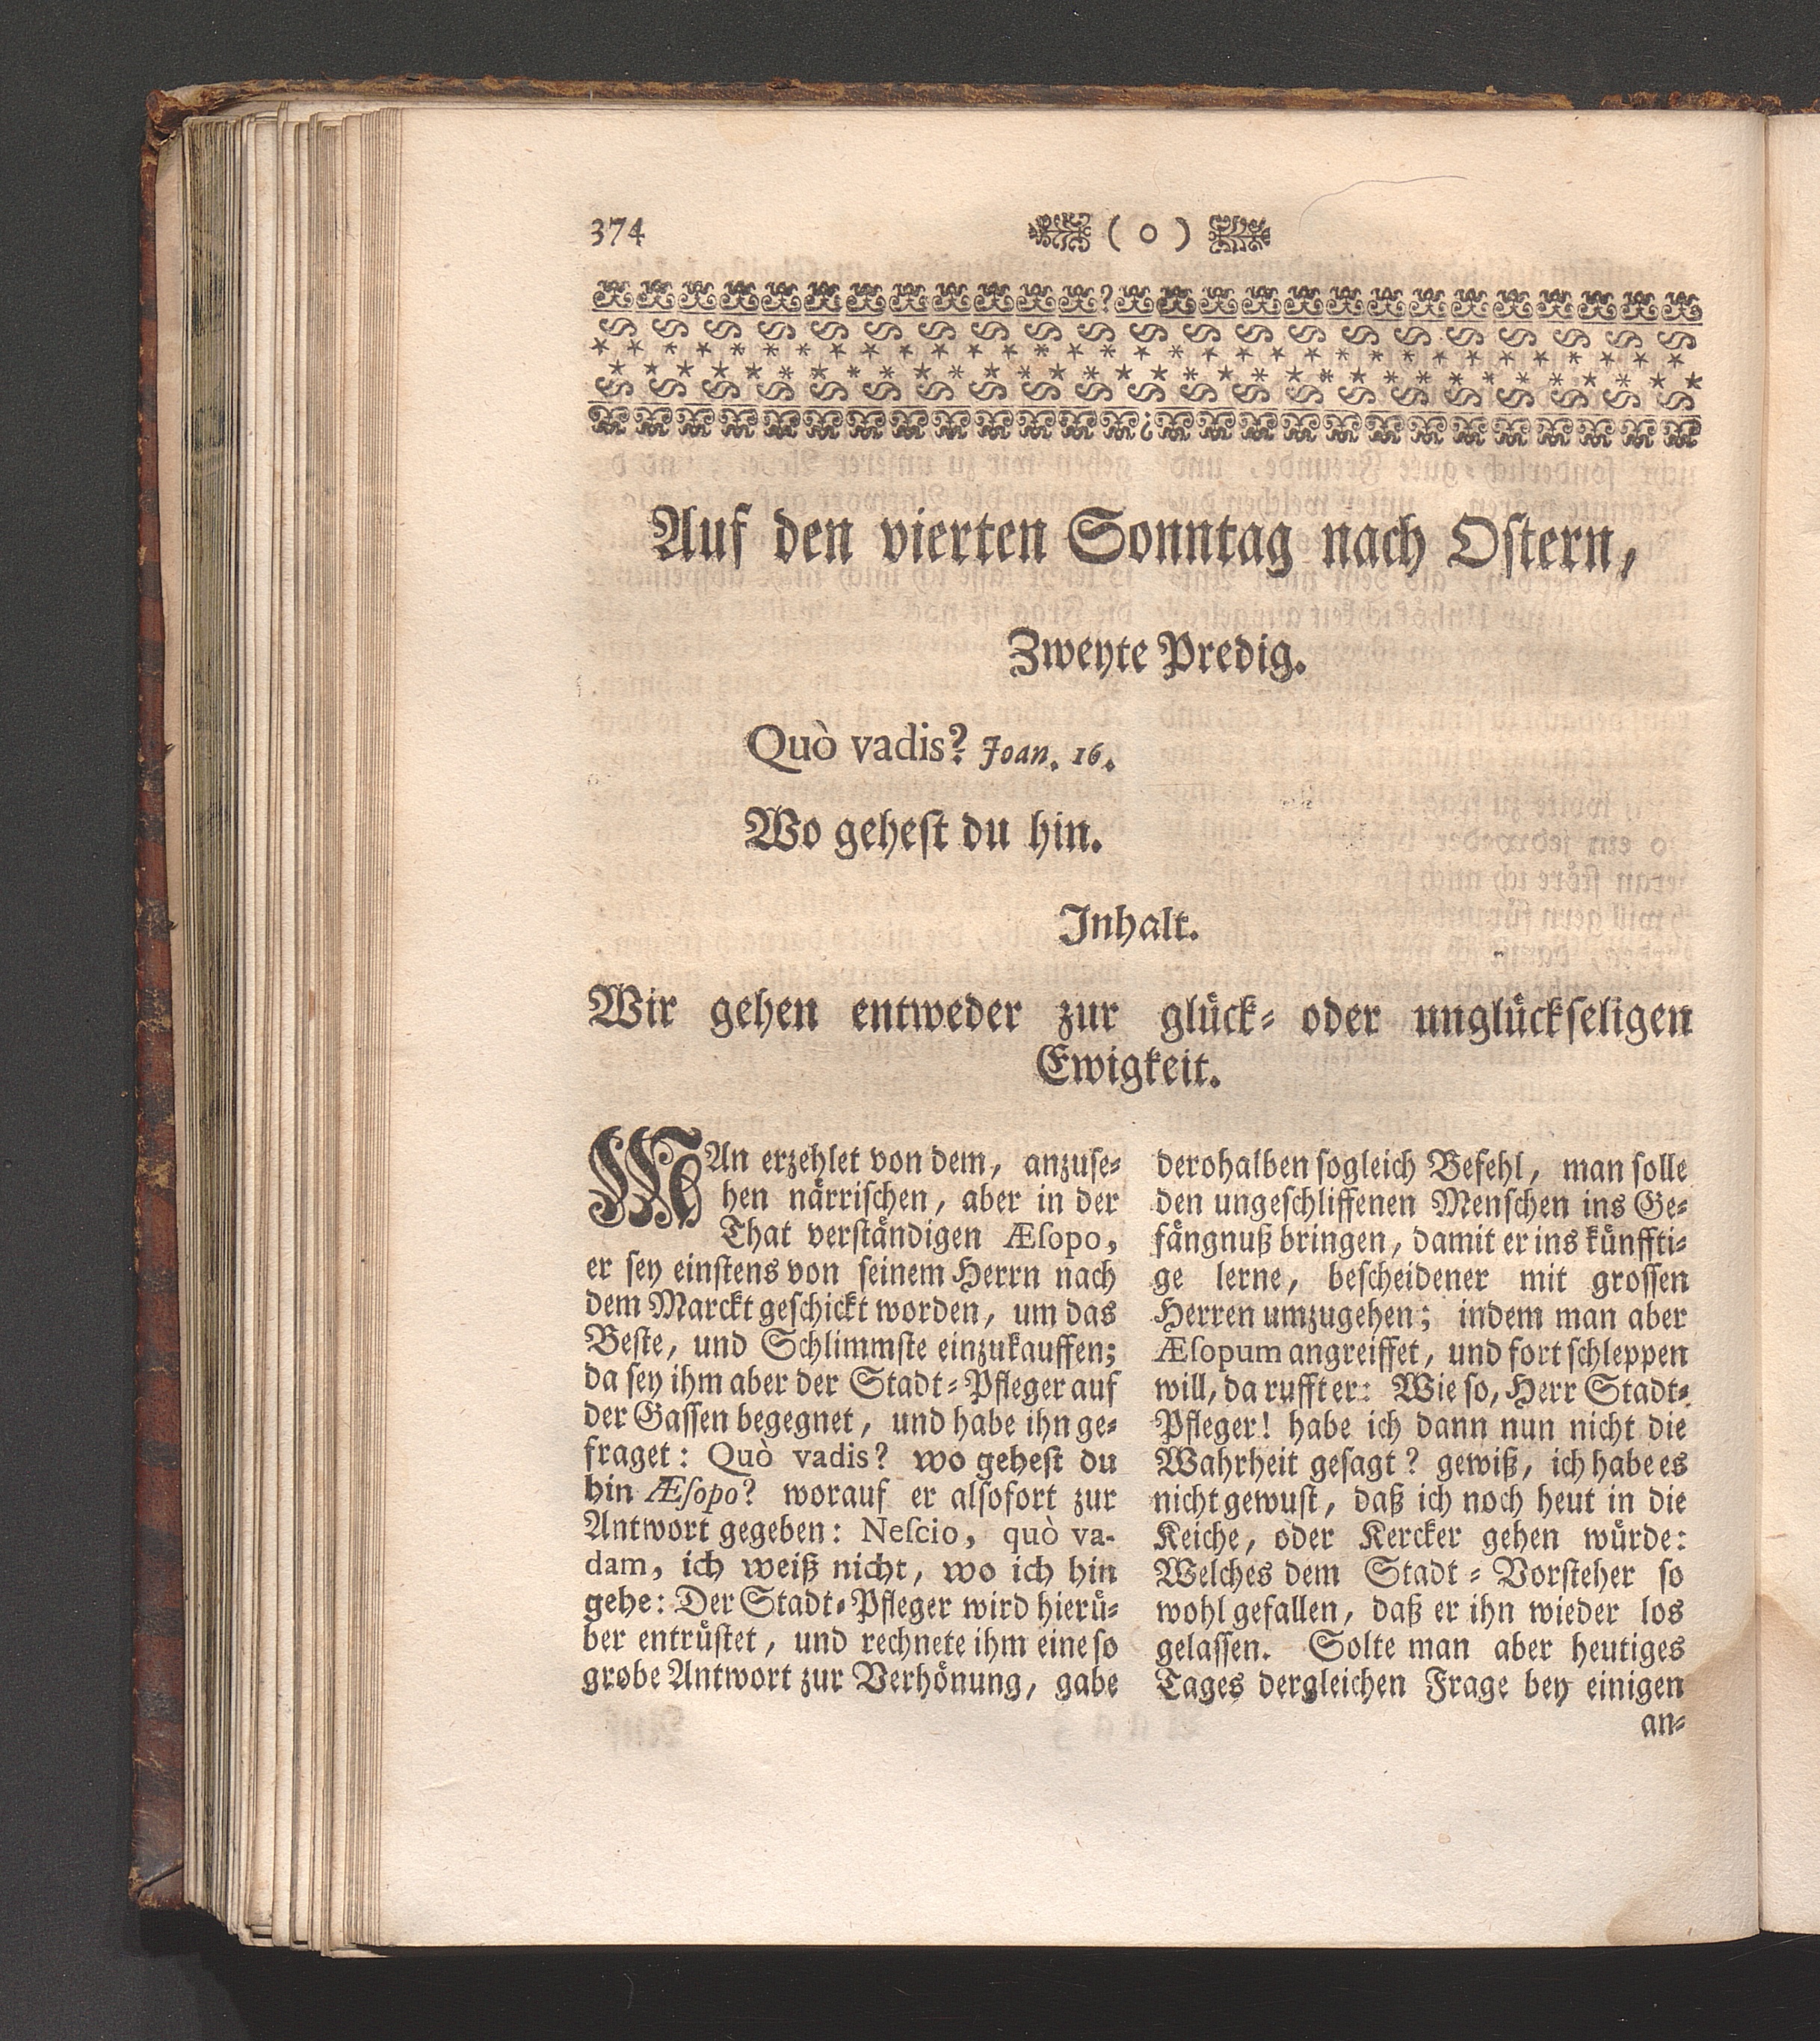 374
( o )
Auf den vierten Sonntag nach Ostern,
Zweyte Predig.
Quò vadis? Joan. 16.
Wo gehest du hin.
Inhalt.
Wir gehen entweder zur glück- oder unglückseligen
Ewigkeit.
MAn erzehlet von dem, anzuse-
hen närrischen, aber in der
That verständigen Æsopo,
er sey einstens von seinem Herrn nach
dem Marckt geschickt worden, um das
Beste, und Schlimmste einzukauffen;
da sey ihm aber der Stadt-Pfleger auf
der Gassen begegnet, und habe ihn ge-
fraget: Quò vadis? wo gehest du
hin Æsopo? worauf er alsofort zur
Antwort gegeben: Nescio, quò va-
dam, ich weiß nicht, wo ich hin
gehe: Der Stadt-Pfleger wird hierü-
ber entrüstet, und rechnete ihm eine so
grobe Antwort zur Verhönung, gabe
derohalben sogleich Befehl, man solle
den ungeschliffenen Menschen ins Ge-
fängnuß bringen, damit er ins künffti-
ge lerne, bescheidener mit grossen
Herren umzugehen; indem man aber
Æsopum angreiffet, und fort schleppen
will, da rufft er: Wie so, Herr Stadt-
Pfleger! habe ich dann nun nicht die
Wahrheit gesagt? gewiß, ich habe es
nicht gewust, daß ich noch heut in die
Keiche, oder Kercker gehen würde:
Welches dem Stadt-Vorsteher so
wohl gefallen, daß er ihn wieder los
gelassen. Solte man aber heutiges
Tages dergleichen Frage bey einigen
an-